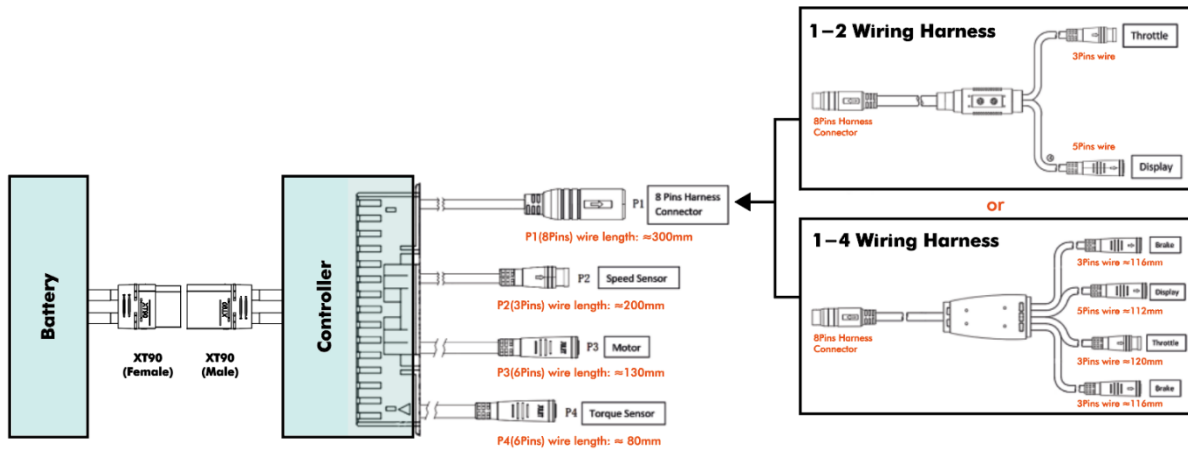 Battery
XT90
(Female)
XT90
(Male)
Controller
P1
8 Pins Harness
Connector
P1(8Pins) wire length: ≈300mm
P2
Speed Sensor
P2(3Pins) wire length: ≈200mm
P3
Motor
P3(6Pins) wire length: ≈130mm
P4
Torque Sensor
P4(6Pins) wire length: ≈ 80mm
1–2 Wiring Harness
Throttle
3Pins wire
8Pins Harness
Connector
5Pins wire
Display
or
1–4 Wiring Harness
Brake
3Pins wire ≈116mm
Display
5Pins wire ≈112mm
8Pins Harness
Connector
Throttle
3Pins wire ≈120mm
Brake
3Pins wire ≈116mm